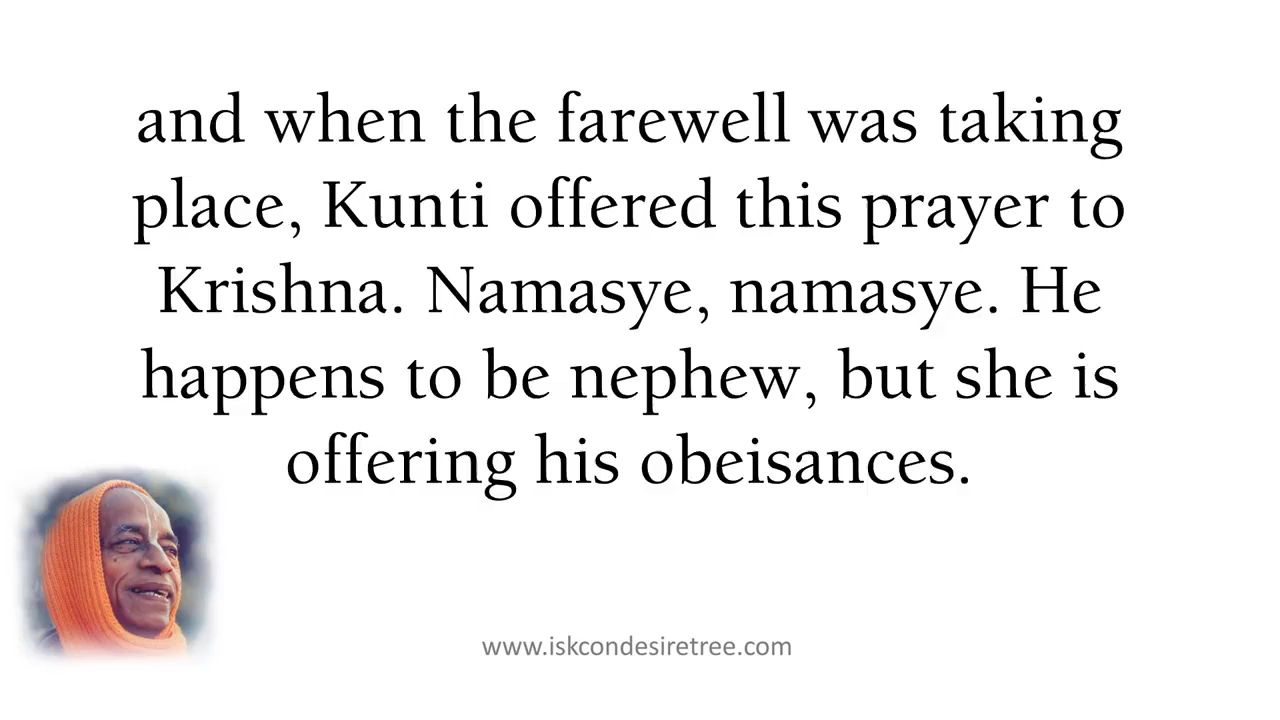 and when the farewell was taking
place, Kunti offered this prayer to
Krishna. Namasye, namasye. He
happens to be nephew, but she is
offering his obeisances.
www.iskcondesiretree.com